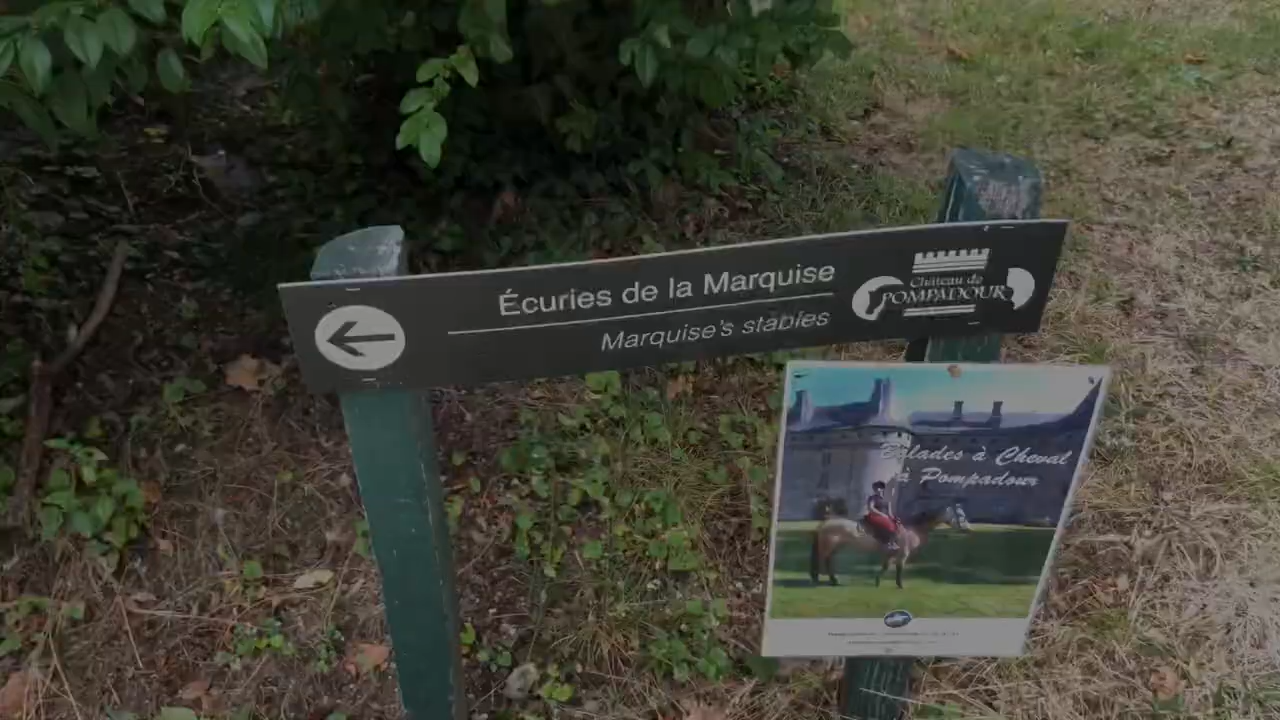 Écuries de la Marquise
Marquise's stables
Château de
POMPADOUR
Balades à Cheval
à Pompadour